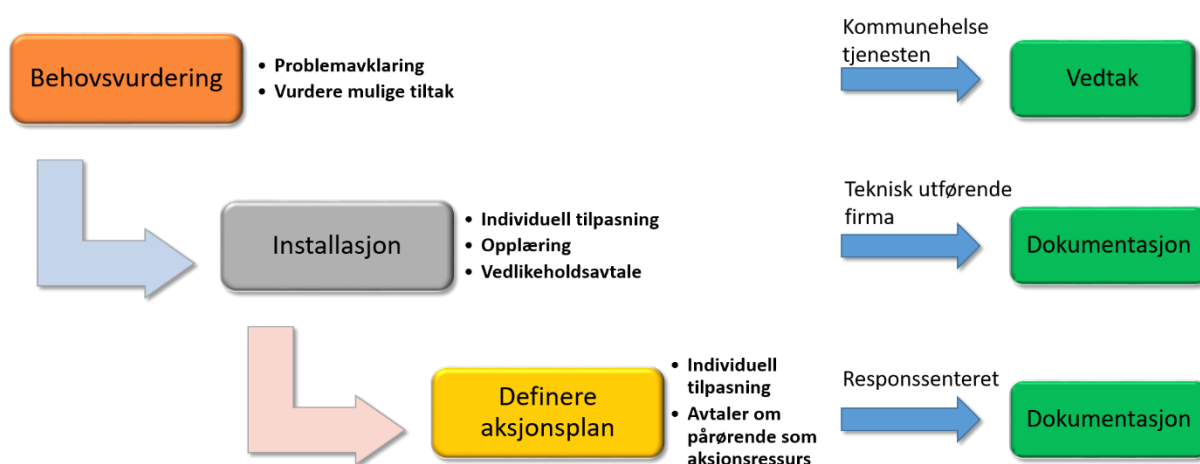 Behovsvurdering
• Problemavklaring
• Vurdere mulige tiltak
Kommunehelse
tjenesten
Vedtak
Installasjon
• Individuell tilpasning
• Opplæring
• Vedlikeholdsavtale
Teknisk utførende
firma
Dokumentasjon
Definere
aksjonsplan
• Individuell
tilpasning
• Avtaler om
pårørende som
aksjonsressurs
Responssenteret
Dokumentasjon